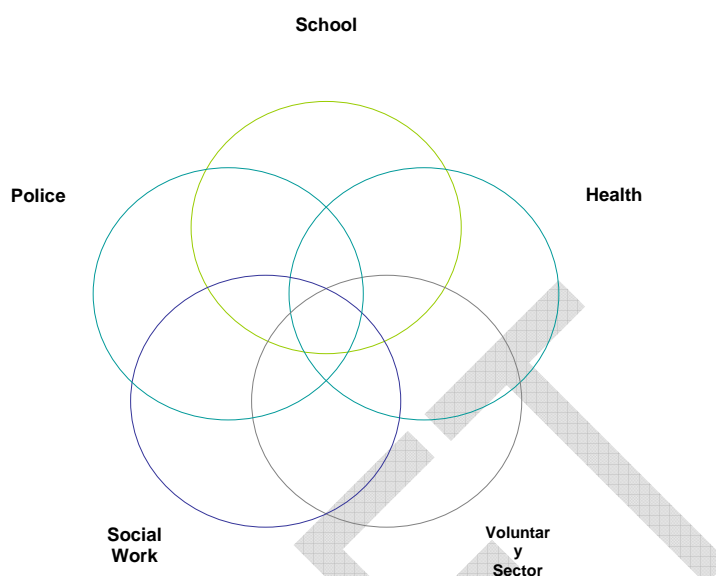 School
Police
Health
Social
Work
Voluntar
y
Sector